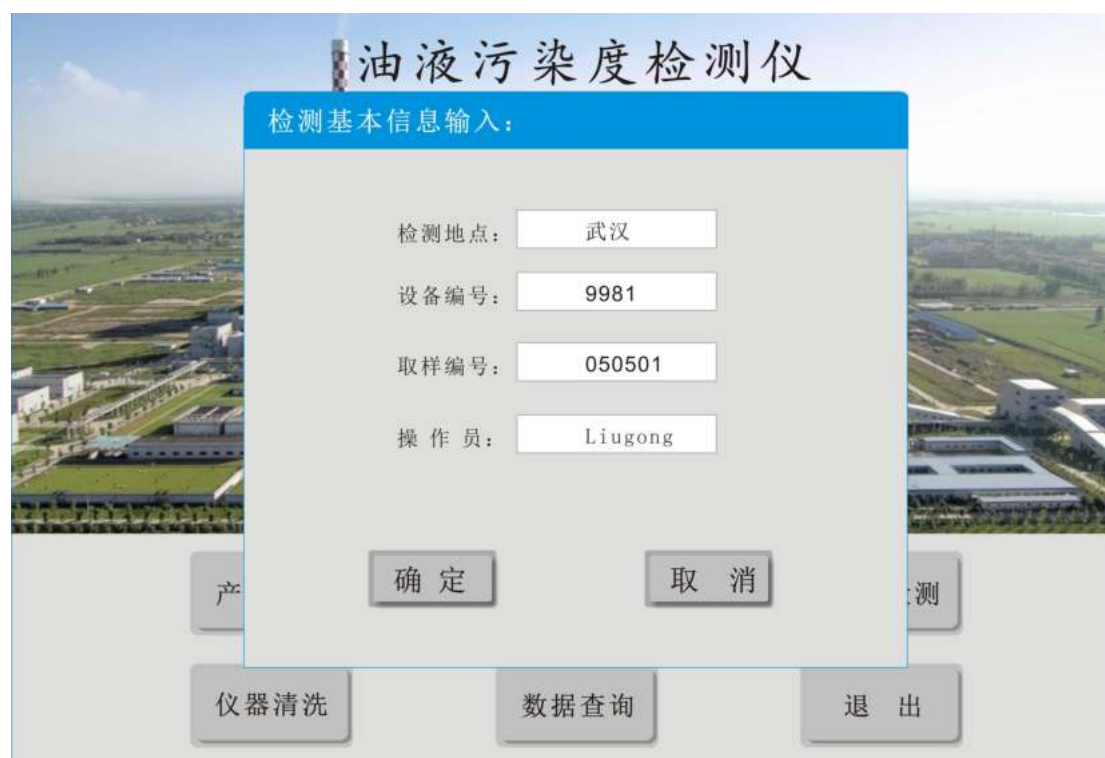 油液污染度检测仪
检测基本信息输入：
检测地点： 武汉
设备编号： 9981
取样编号： 050501
操 作 员： Liugong
确 定 取 消
产 测
仪器清洗 数据查询 退 出